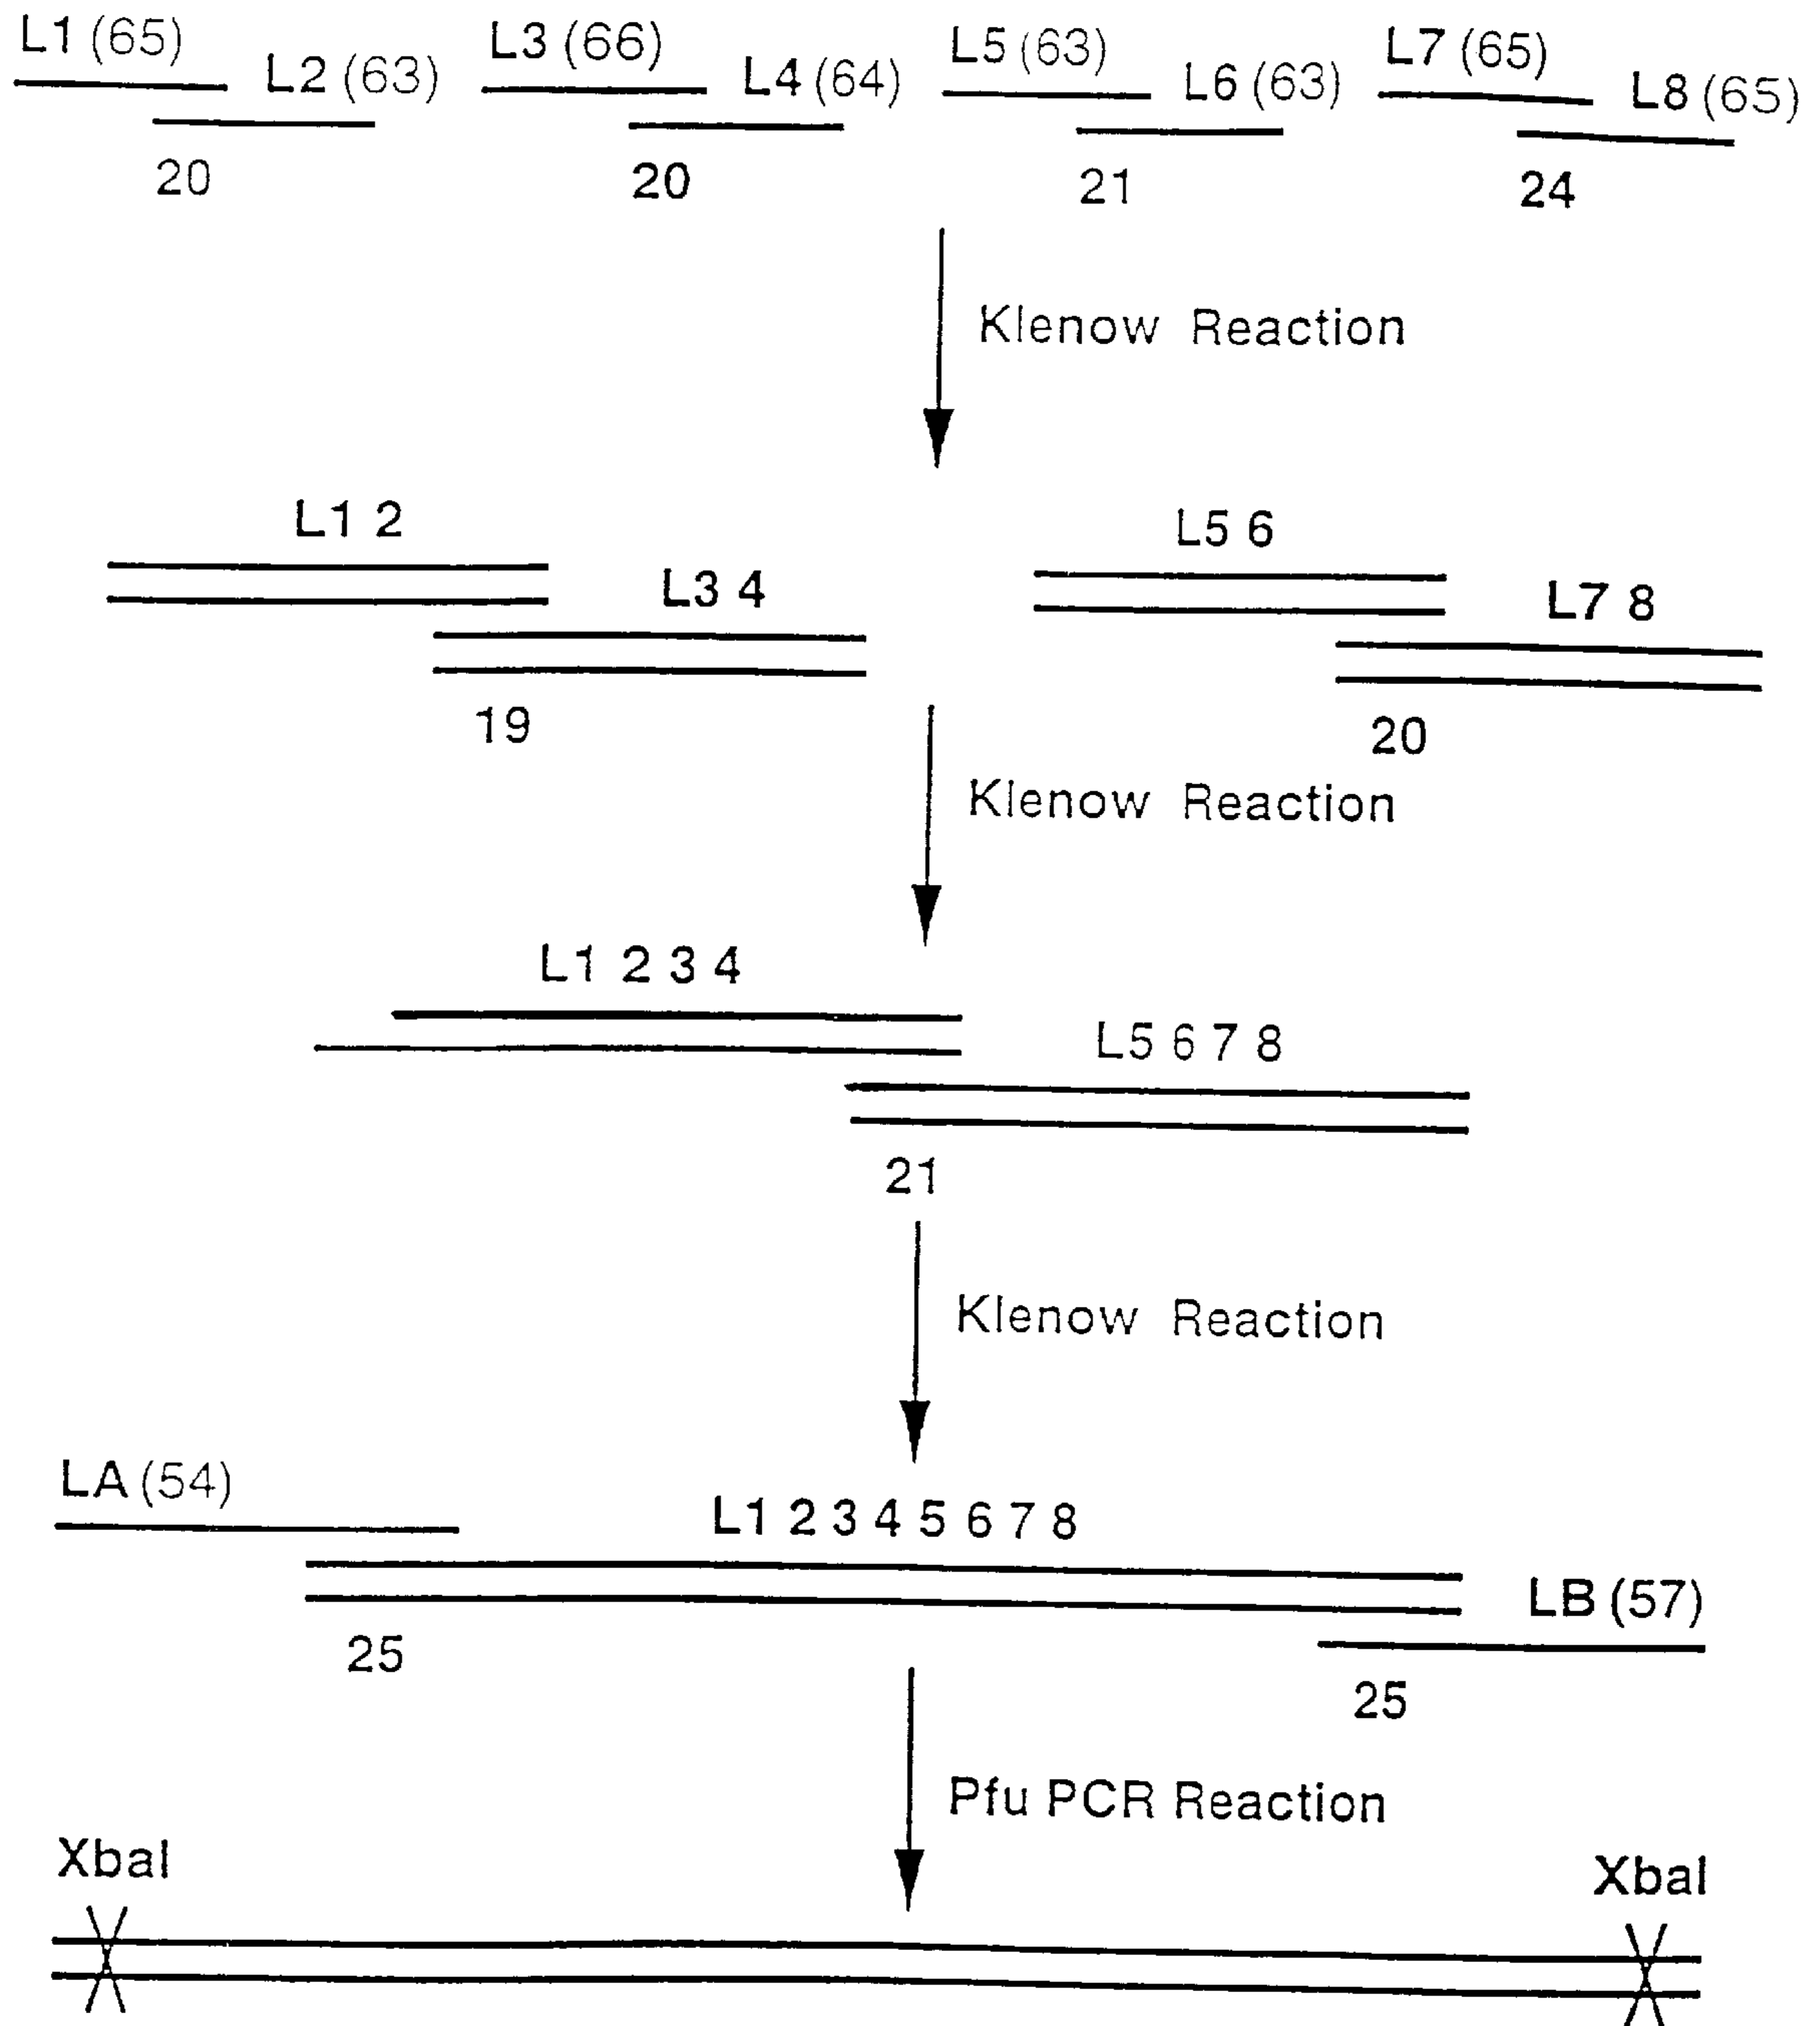 L1 (65) L2 (63) L3 (66) L4 (64) L5 (63) L6 (63) L7 (65) L8 (65)
20 20 21 24
Klenow Reaction
L1 2 L3 4 L5 6 L7 8
19 20
Klenow Reaction
L1 2 3 4
L5 6 7 8
21
Klenow Reaction
LA (54)
L1 2 3 4 5 6 7 8
LB (57)
25
25
Pfu PCR Reaction
XbaI XbaI